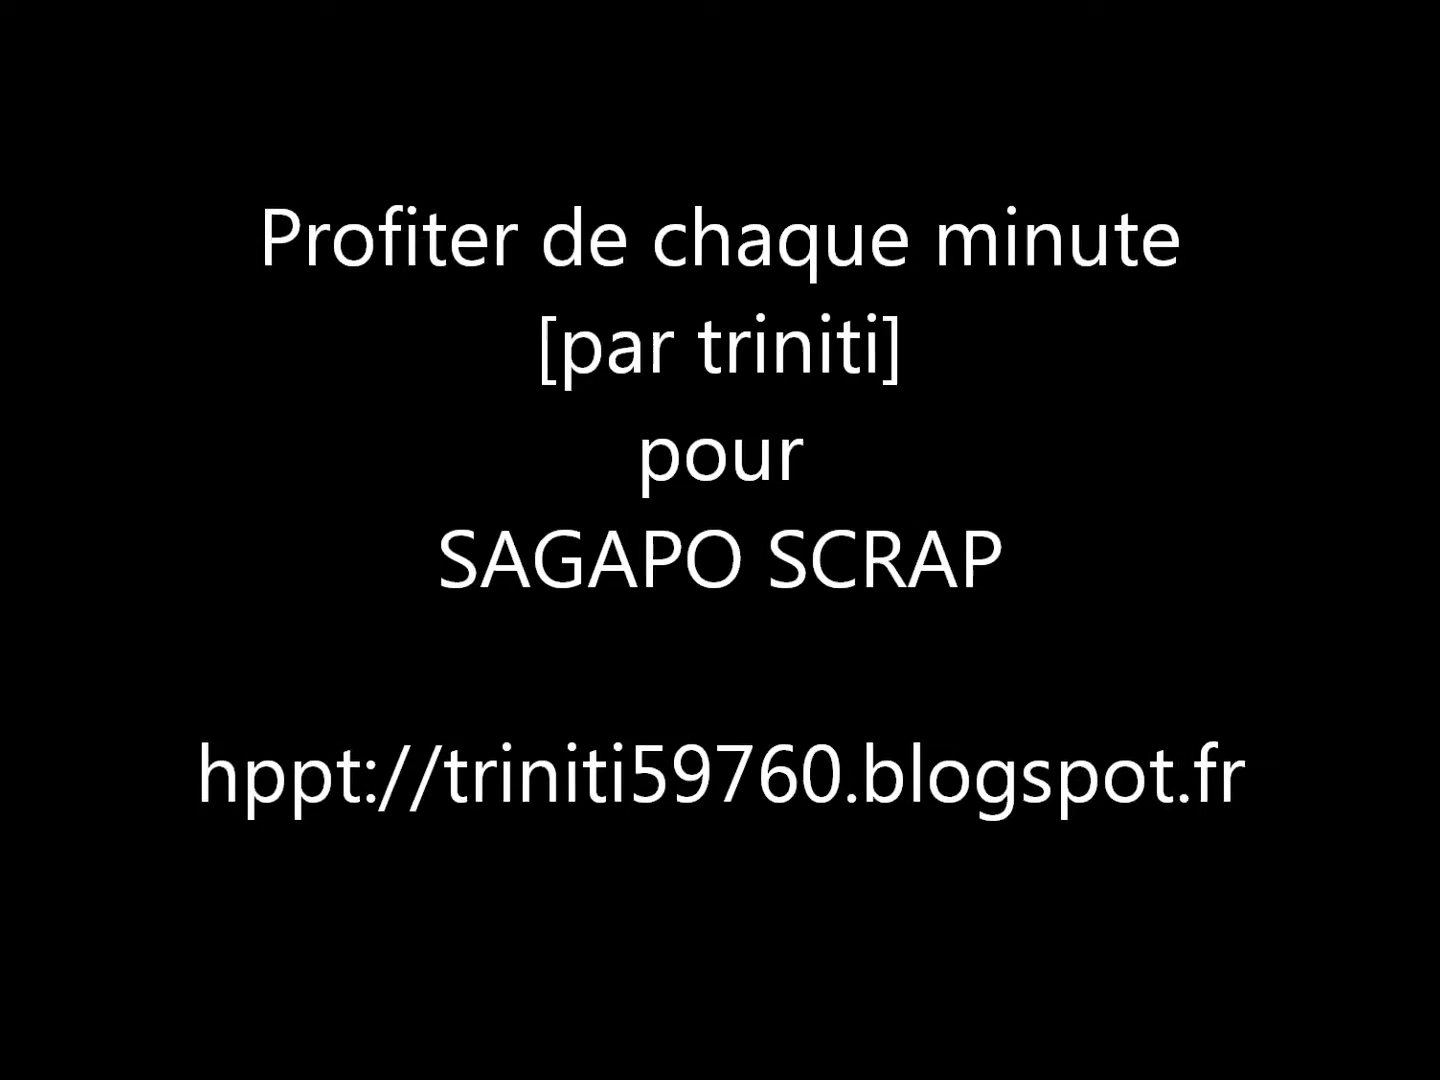 Profiter de chaque minute
[par triniti]
pour
SAGAPO SCRAP
hppt://triniti59760.blogspot.fr